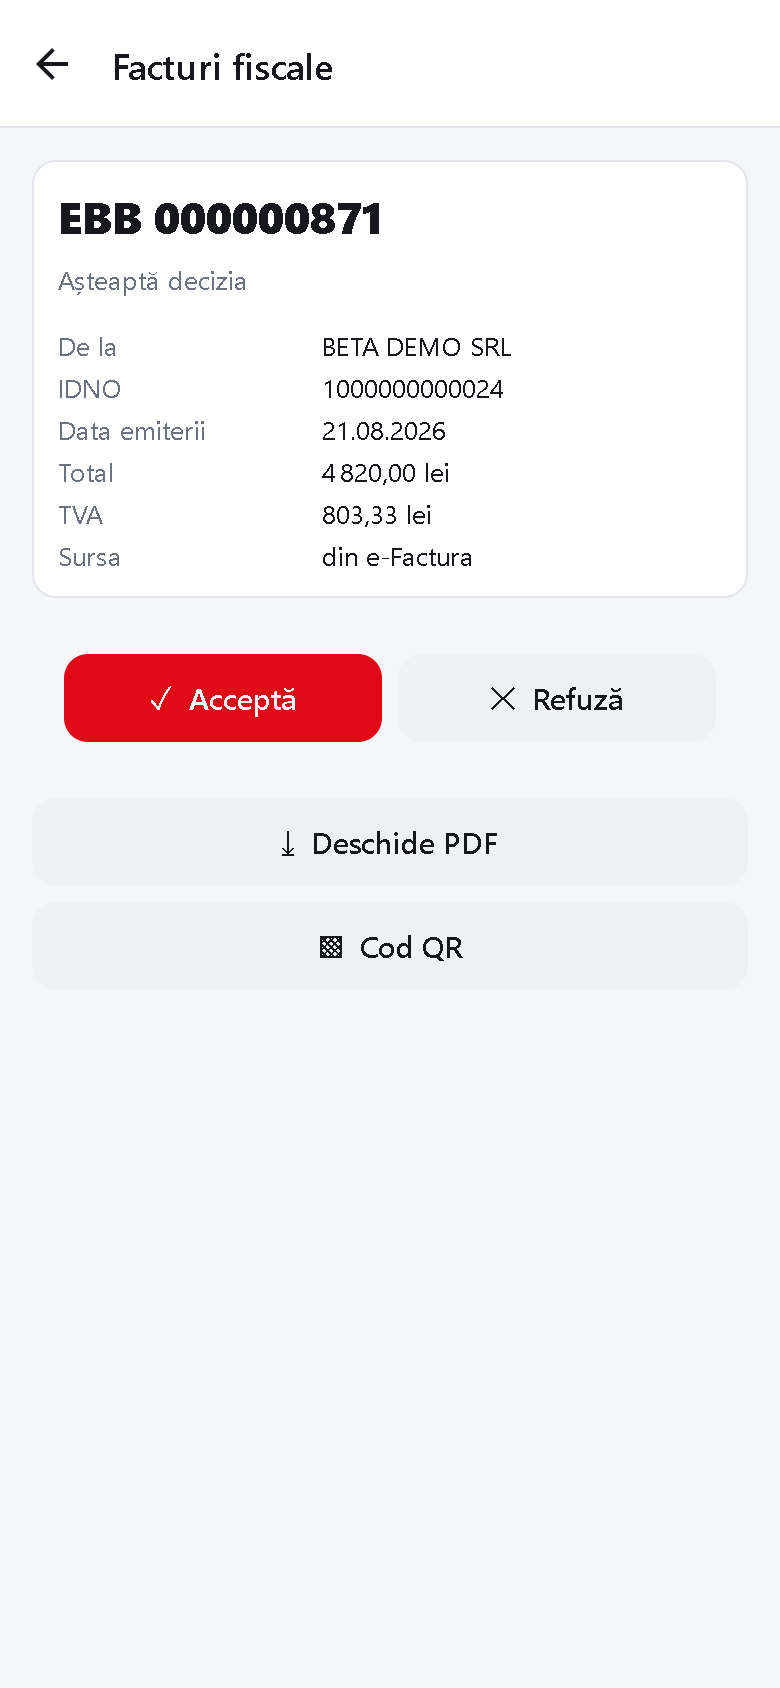 Facturi fiscale
EBB 000000871
Așteaptă decizia
De la BETA DEMO SRL
IDNO 1000000000024
Data emiterii 21.08.2026
Total 4 820,00 lei
TVA 803,33 lei
Sursa din e-Factura
✓ Acceptă
✕ Refuză
↓ Deschide PDF
▩ Cod QR